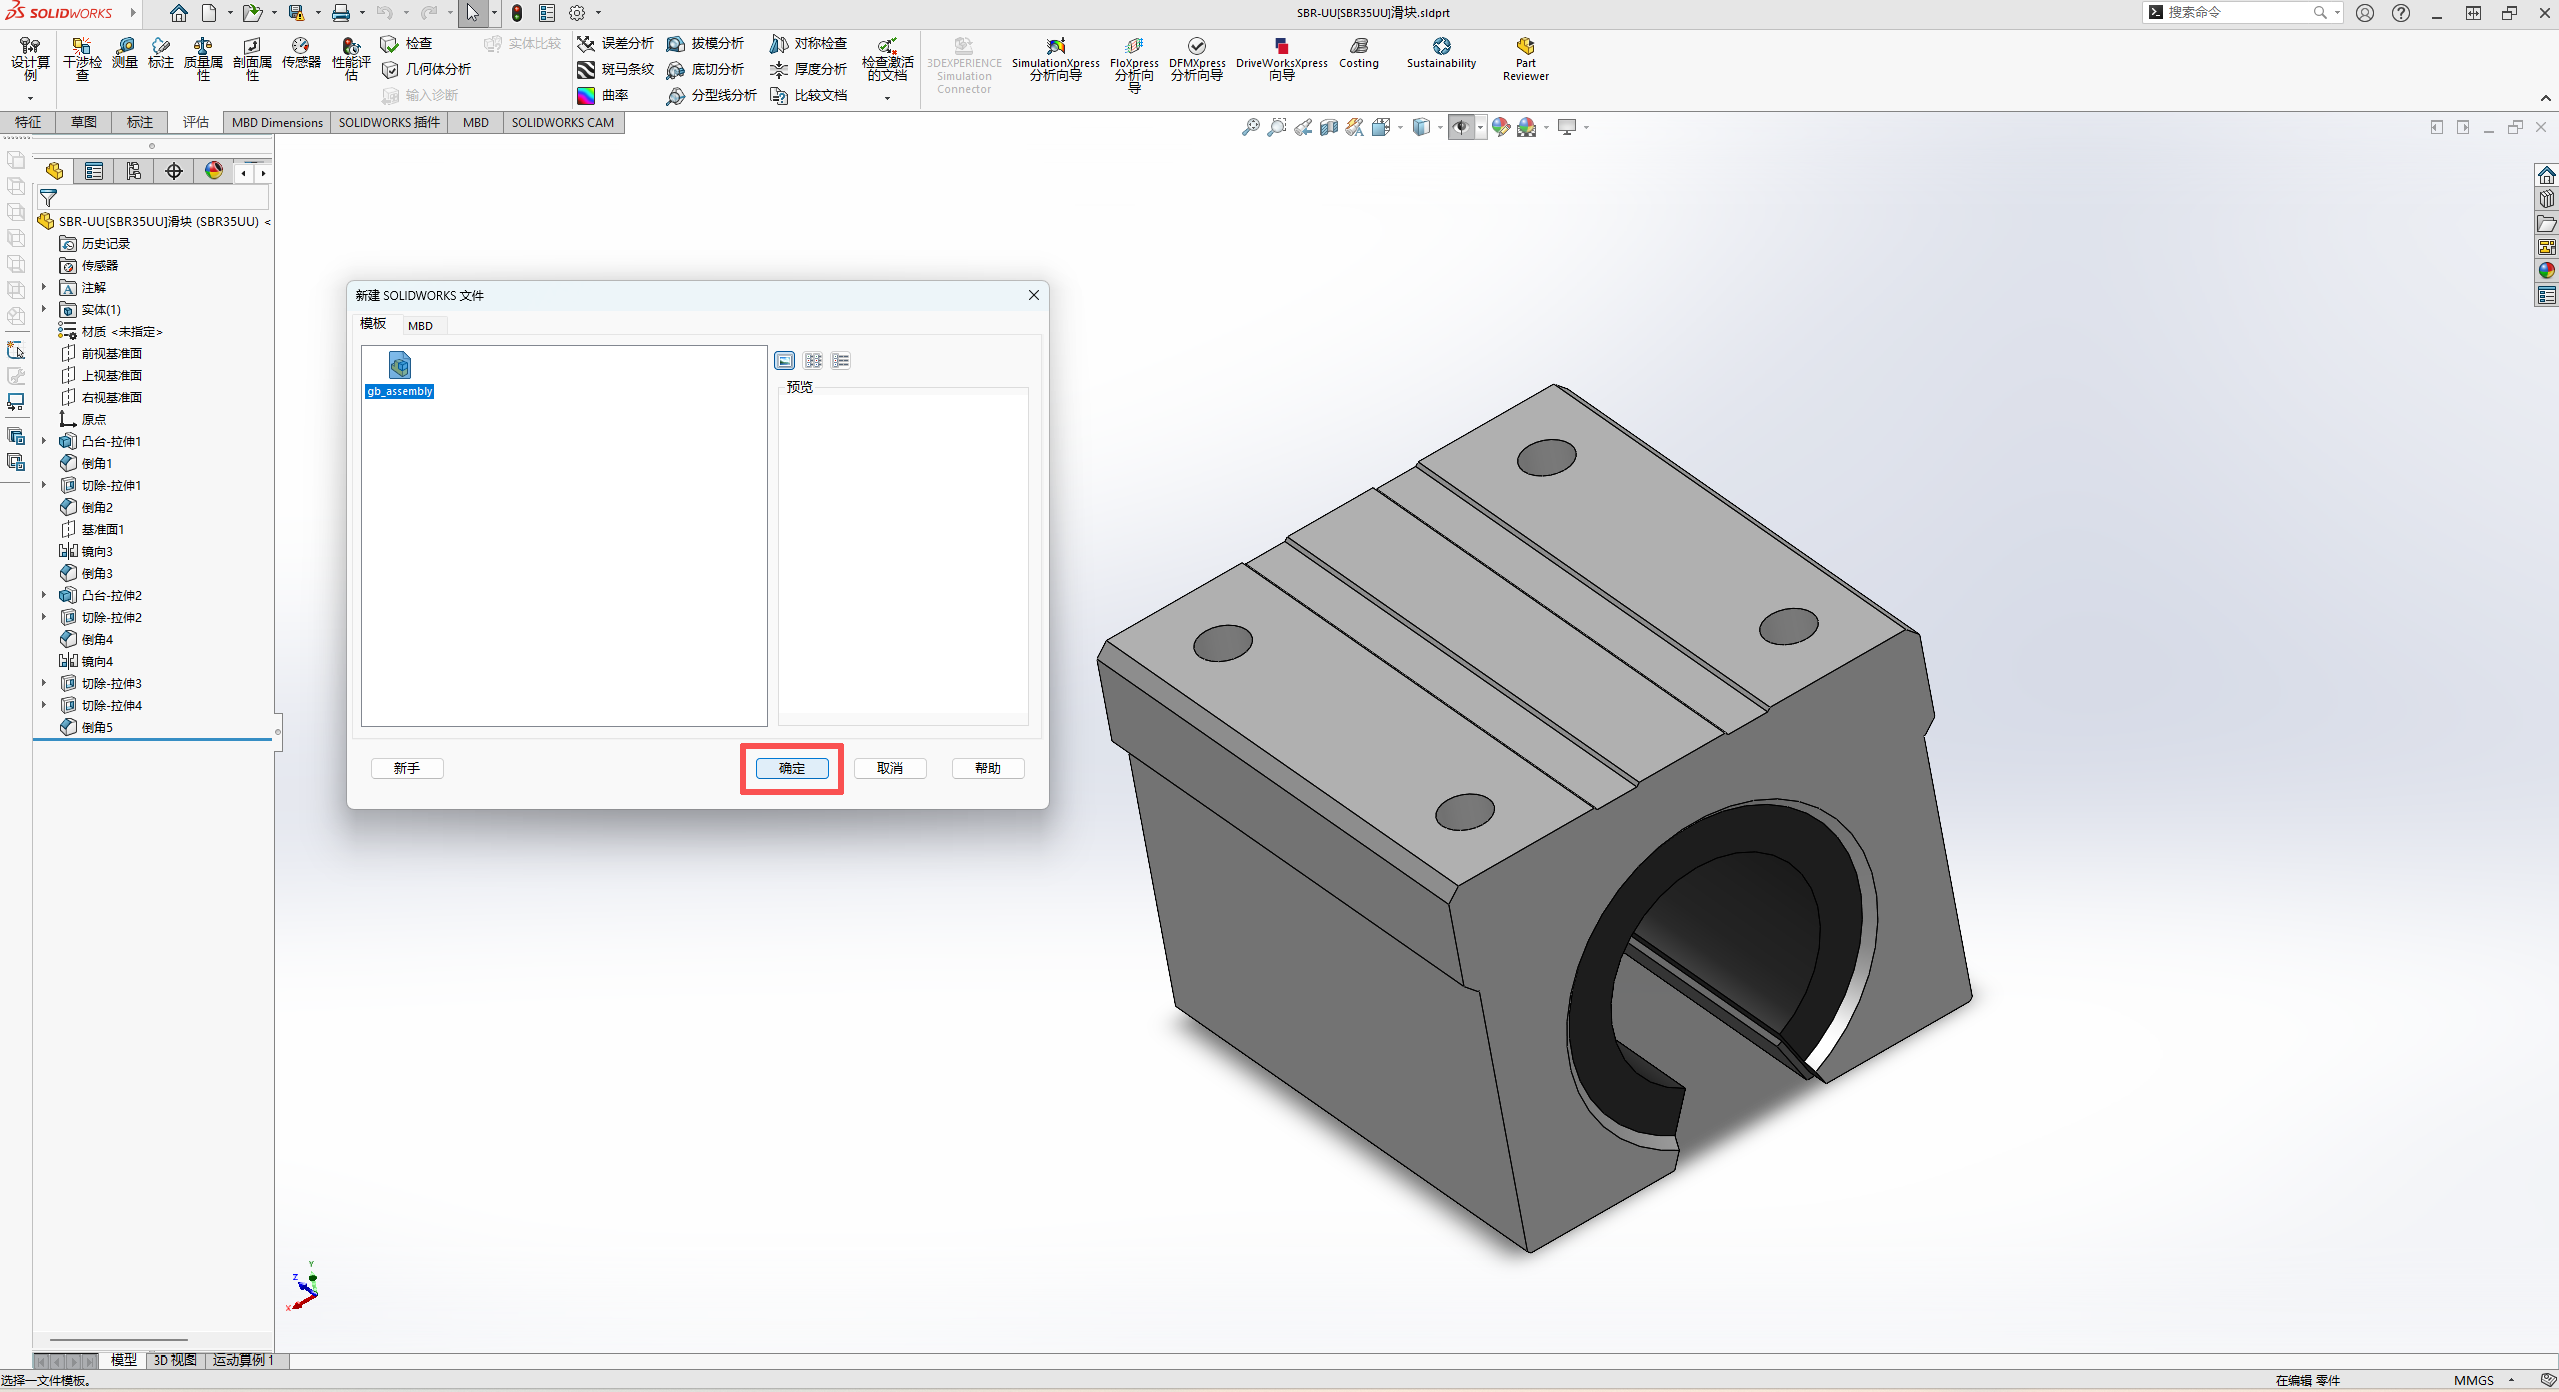 SOLIDWORKS
SBR-UU[SBR35UU]滑块.sldprt
搜索命令
设计算例
干涉检查
测量
标注
质量属性
剖面属性
传感器
性能评估
检查
几何体分析
输入诊断
实体比较
误差分析
斑马条纹
曲率
拔模分析
底切分析
分型线分析
对称检查
厚度分析
比较文档
检查激活的文档
3DEXPERIENCE
Simulation
Connector
SimulationXpress
分析向导
FloXpress
分析向
导
DFMXpress
分析向导
DriveWorksXpress
向导
Costing
Sustainability
Part
Reviewer
特征 草图 标注 评估 MBD Dimensions SOLIDWORKS 插件 MBD SOLIDWORKS CAM
SBR-UU[SBR35UU]滑块 (SBR35UU) <
历史记录
传感器
注解
实体(1)
材质 <未指定>
前视基准面
上视基准面
右视基准面
原点
凸台-拉伸1
倒角1
切除-拉伸1
倒角2
基准面1
镜向3
倒角3
凸台-拉伸2
切除-拉伸2
倒角4
镜向4
切除-拉伸3
切除-拉伸4
倒角5
新建 SOLIDWORKS 文件
模板 MBD
gb_assembly
预览
新手 确定 取消 帮助
Y
Z
X
模型 3D 视图 运动算例 1
选择一文件模板。
在编辑 零件
MMGS